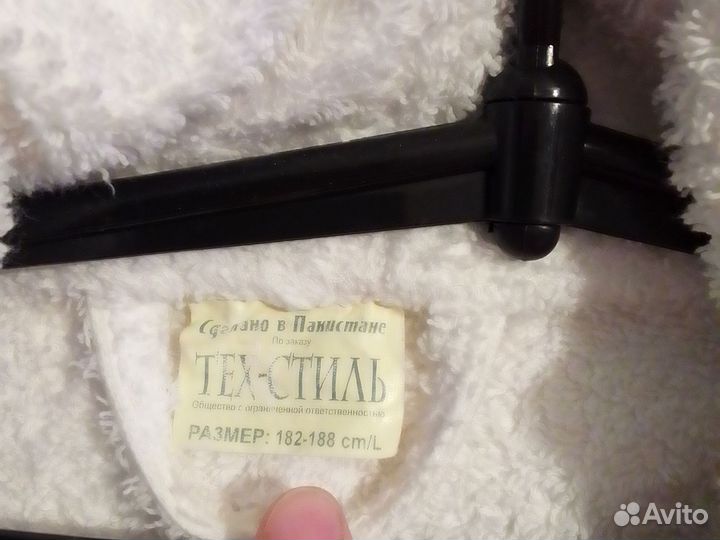 Сделано в Пакистане
По заказу
ТЕХ-СТИЛЬ
Общество с ограниченной ответственностью
РАЗМЕР: 182-188 cm/L
Avito